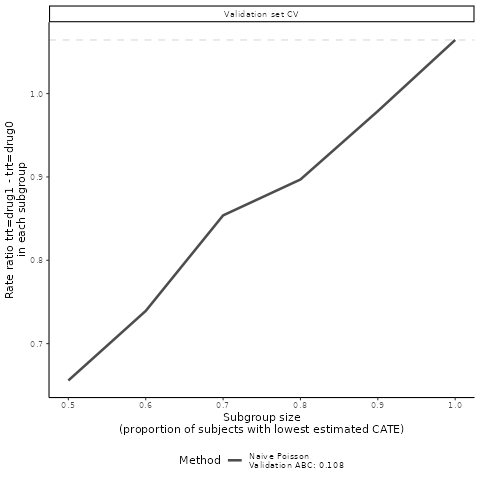 Validation set CV
Rate ratio trt=drug1 - trt=drug0
in each subgroup
1.0
0.9
0.8
0.7
0.5 0.6 0.7 0.8 0.9 1.0
Subgroup size
(proportion of subjects with lowest estimated CATE)
Method
Naive Poisson
Validation ABC: 0.108